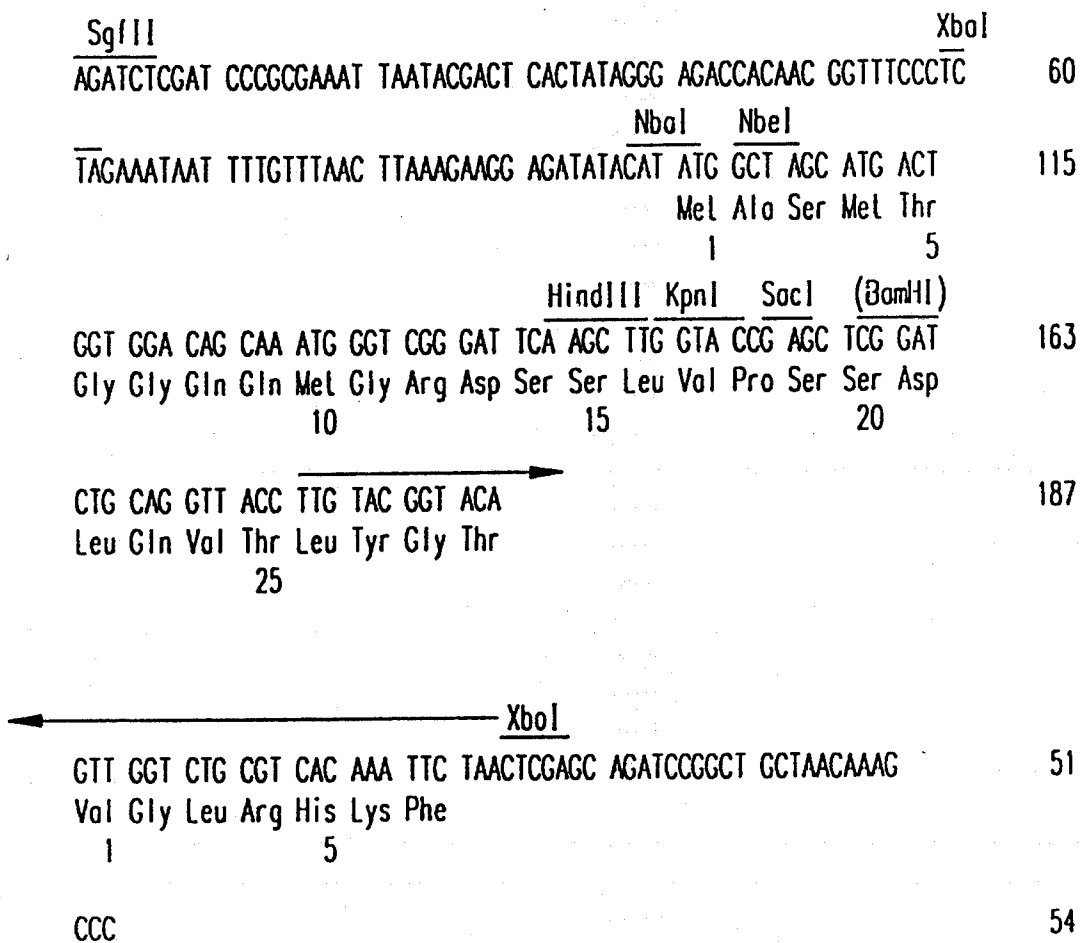 SgfII XbaI
AGATCTCGAT CCCGCGAAAT TAATACGACT CACTATAGGG AGACCACAAC GGTTTCCCTC 60
NbaI NbeI
TAGAAATAAT TTTGTTTAAC TTAAAGAAGG AGATATACAT ATG GCT AGC ATG ACT 115
Met Ala Ser Met Thr
1 5
HindIII KpnI SacI (BamHI)
GGT GGA CAG CAA ATG GGT CGG GAT TCA AGC TTG GTA CCG AGC TCG GAT 163
Gly Gly Gln Gln Met Gly Arg Asp Ser Ser Leu Val Pro Ser Ser Asp
10 15 20
CTG CAG GTT ACC TTG TAC GGT ACA 187
Leu Gln Val Thr Leu Tyr Gly Thr
25
XboI
GTT GGT CTG CGT CAC AAA TTC TAACTCGAGC AGATCCGGCT GCTAACAAAG 51
Val Gly Leu Arg His Lys Phe
1 5
CCC 54